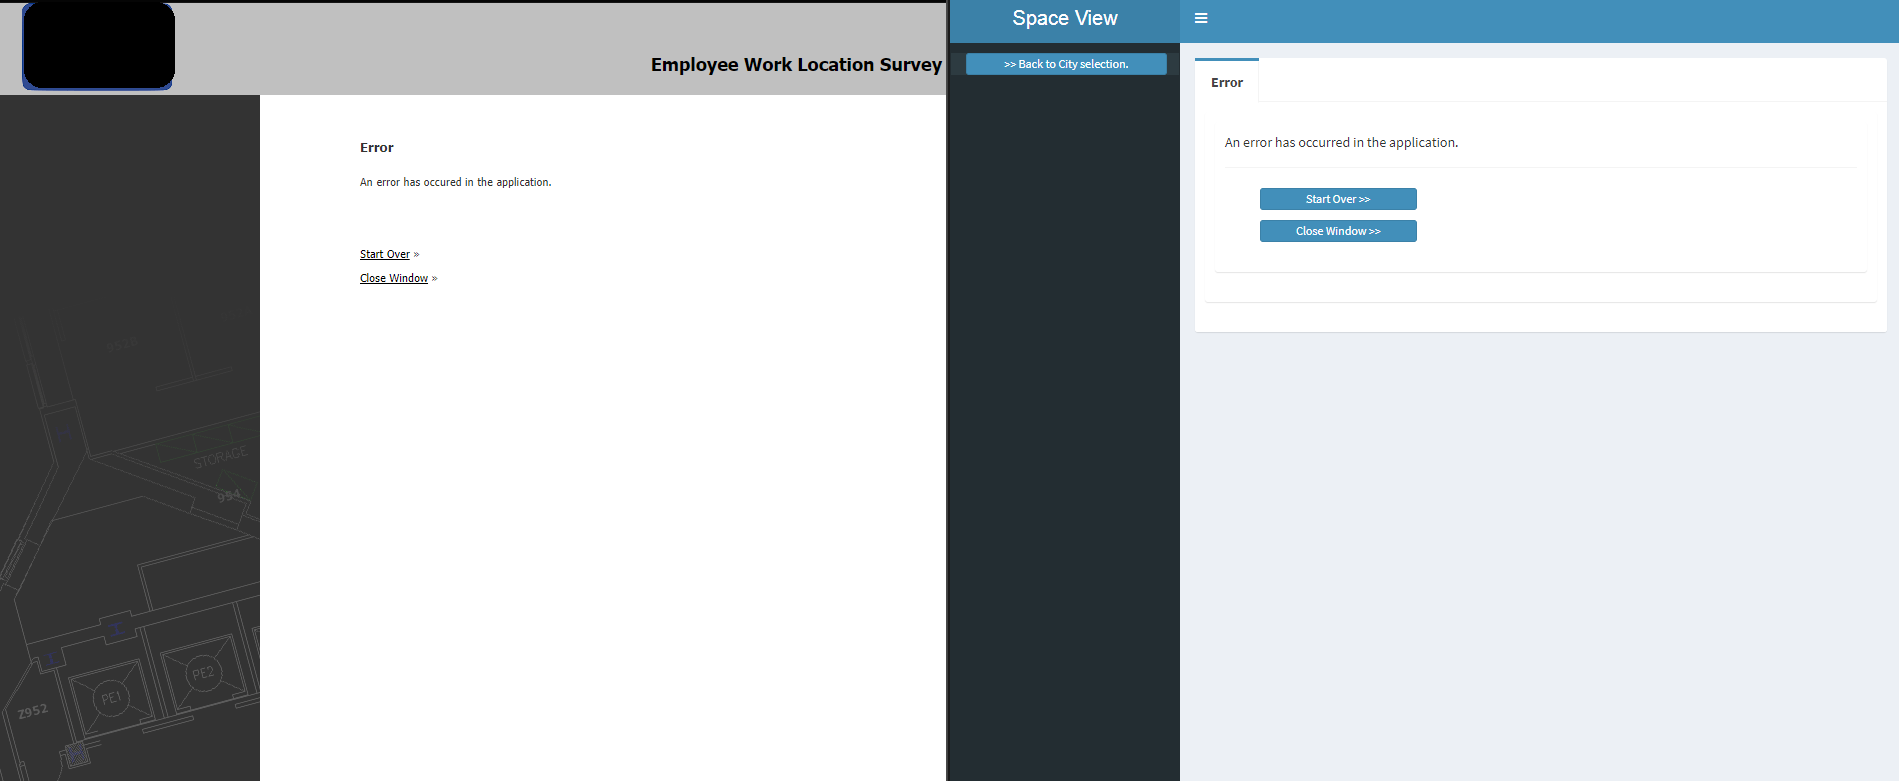 Employee Work Location Survey
Error
An error has occured in the application.
Start Over »
Close Window »
9528
STORAGE
954
PE2
PE1
Z952
Space View
>> Back to City selection.
Error
An error has occurred in the application.
Start Over >>
Close Window >>